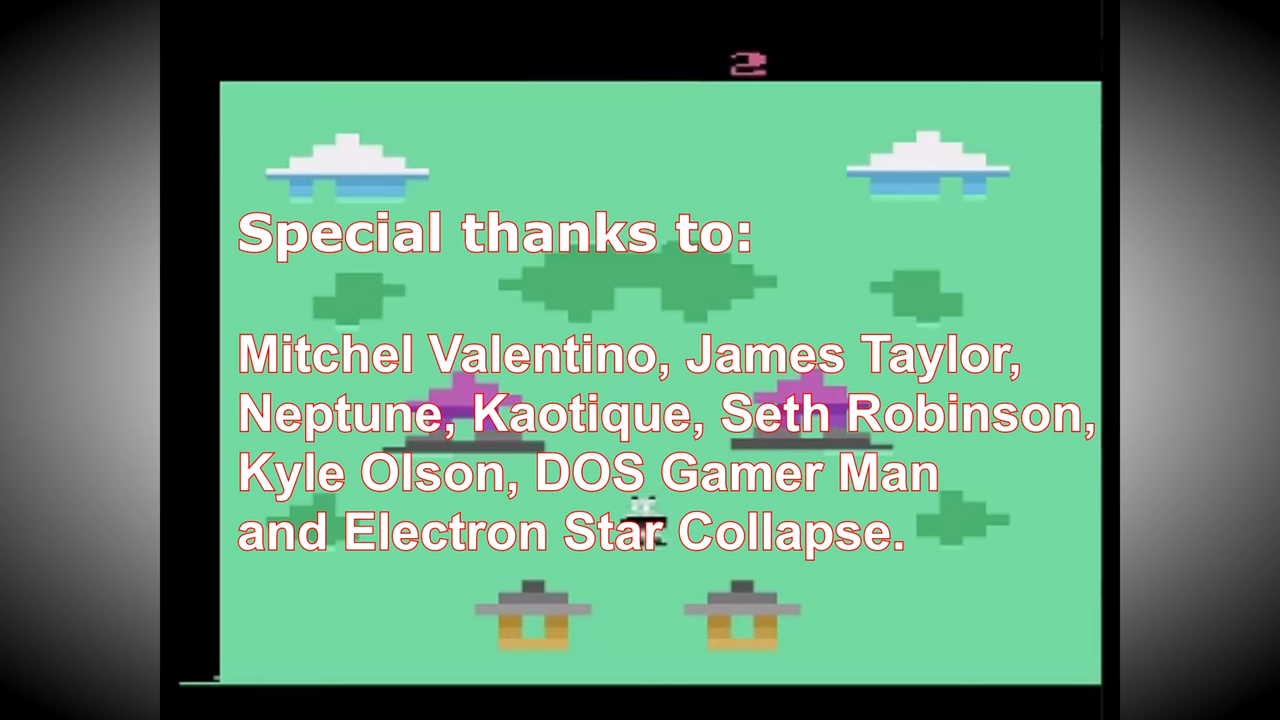 2
Special thanks to:
Mitchel Valentino, James Taylor,
Neptune, Kaotique, Seth Robinson,
Kyle Olson, DOS Gamer Man
and Electron Star Collapse.